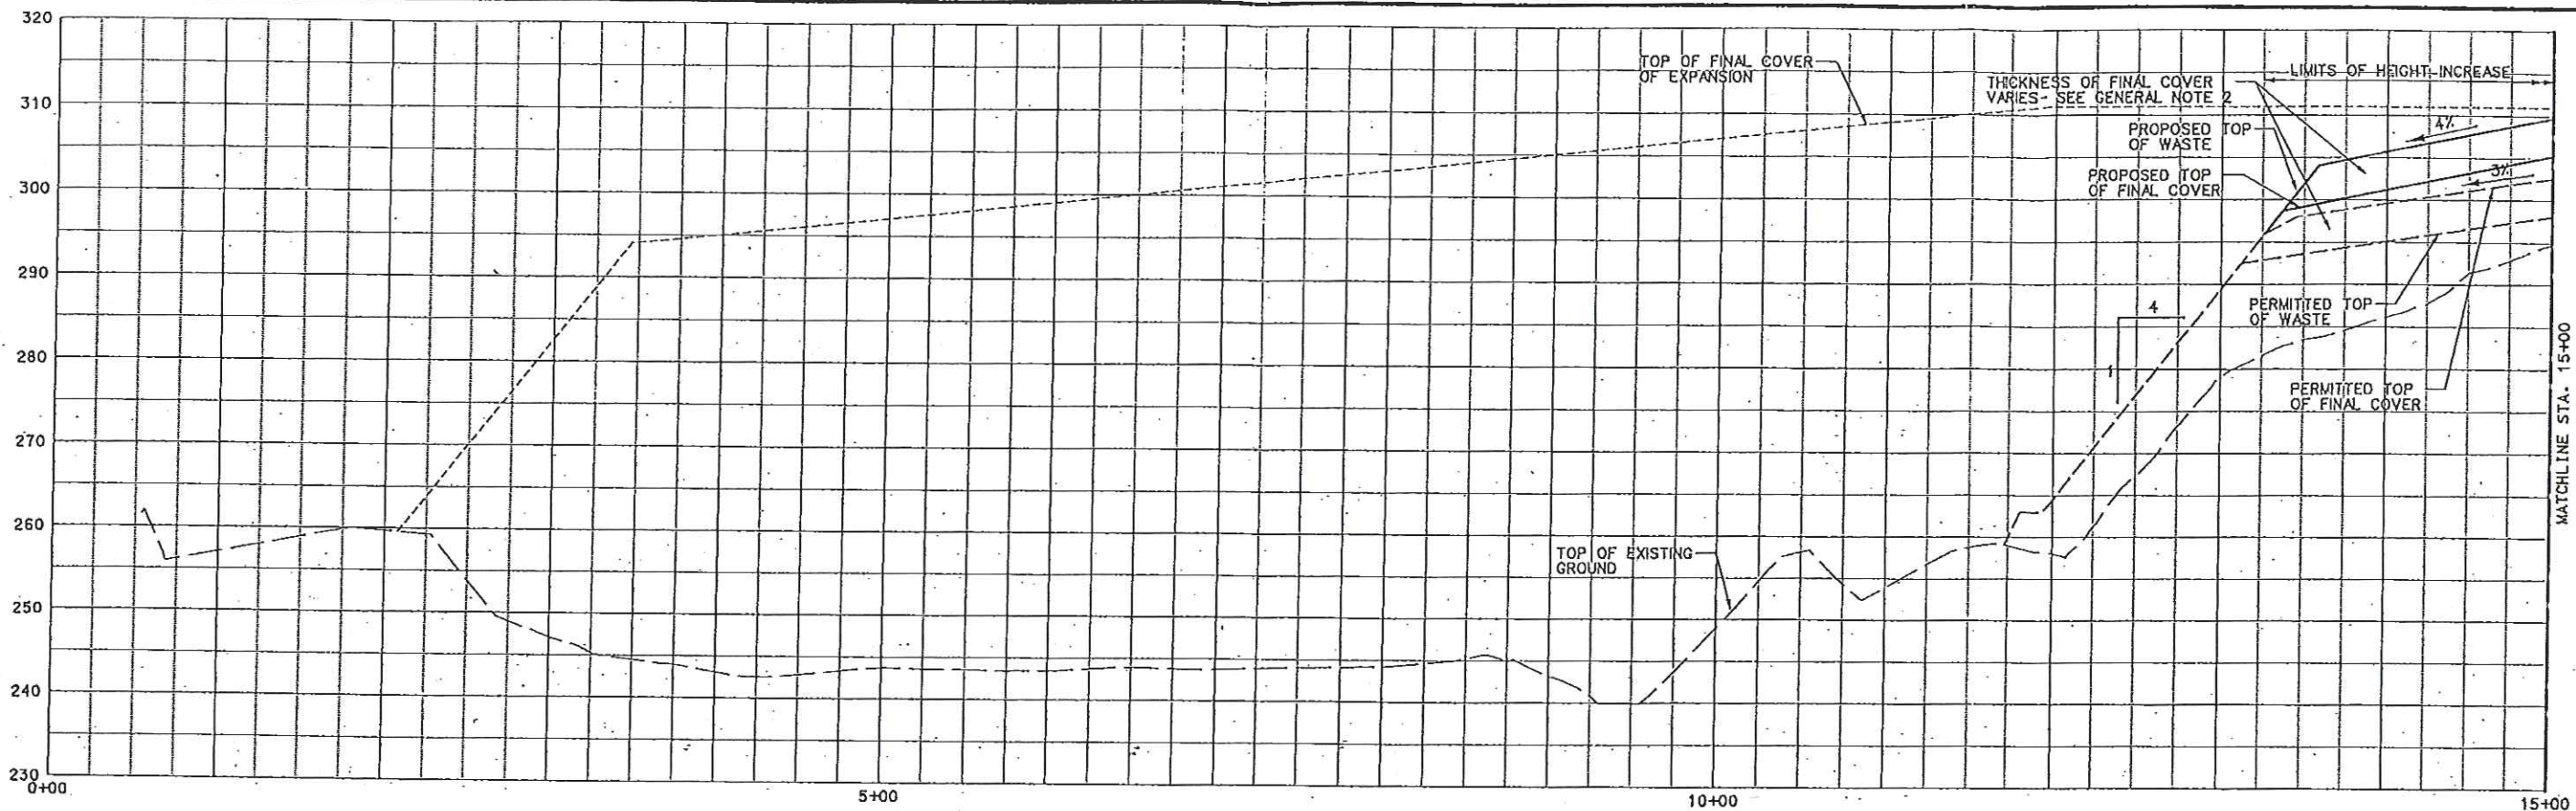 320
310
300
290
280
270
260
250
240
230
0+00
5+00
10+00
15+00
TOP OF FINAL COVER
OF EXPANSION
THICKNESS OF FINAL COVER
VARIES- SEE GENERAL NOTE 2
LIMITS OF HEIGHT INCREASE
PROPOSED TOP
OF WASTE
PROPOSED TOP
OF FINAL COVER
4%
3%
4
1
PERMITTED TOP
OF WASTE
PERMITTED TOP
OF FINAL COVER
TOP OF EXISTING
GROUND
MATCHLINE STA. 15+00